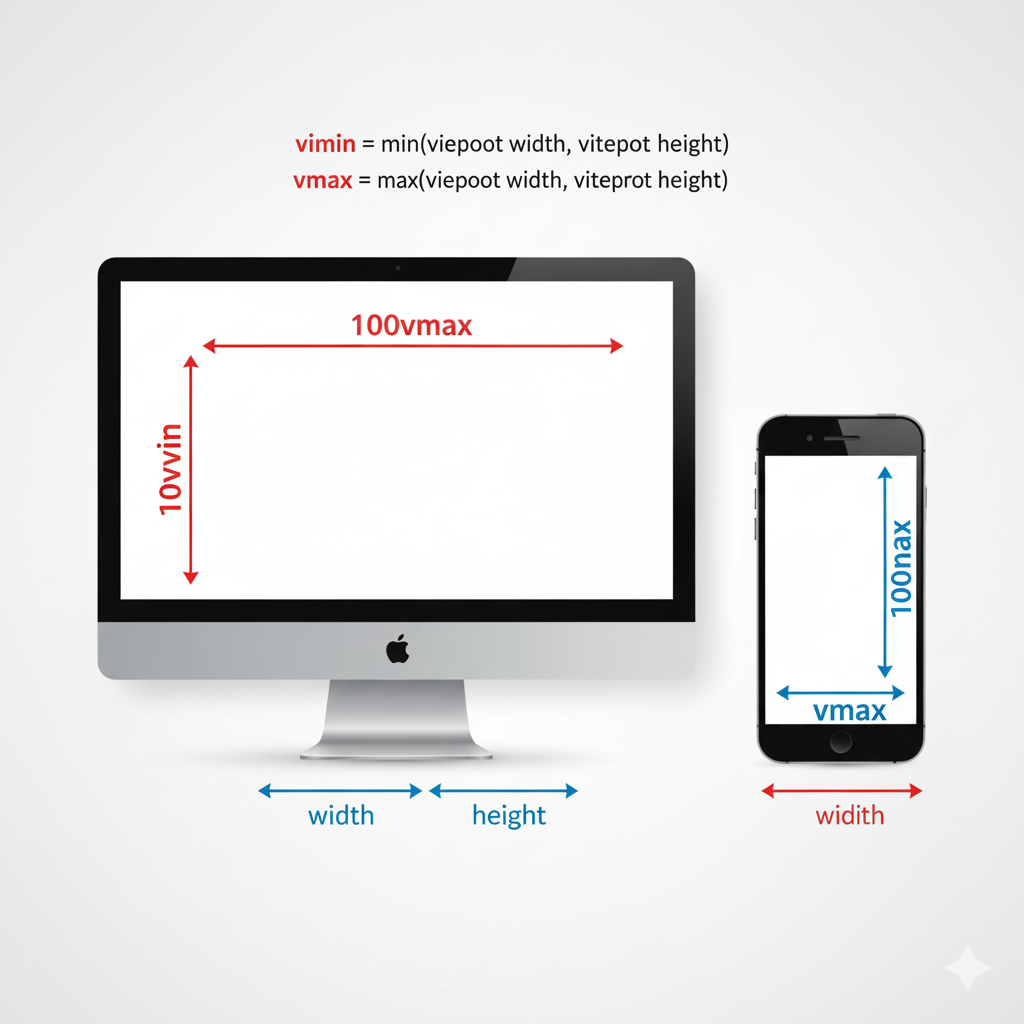 vimin = min(viepoot width, vitepot height)
vmax = max(viepoot width, viteprot height)
100vmax
10vvin
100nax
vmax
width height
widith